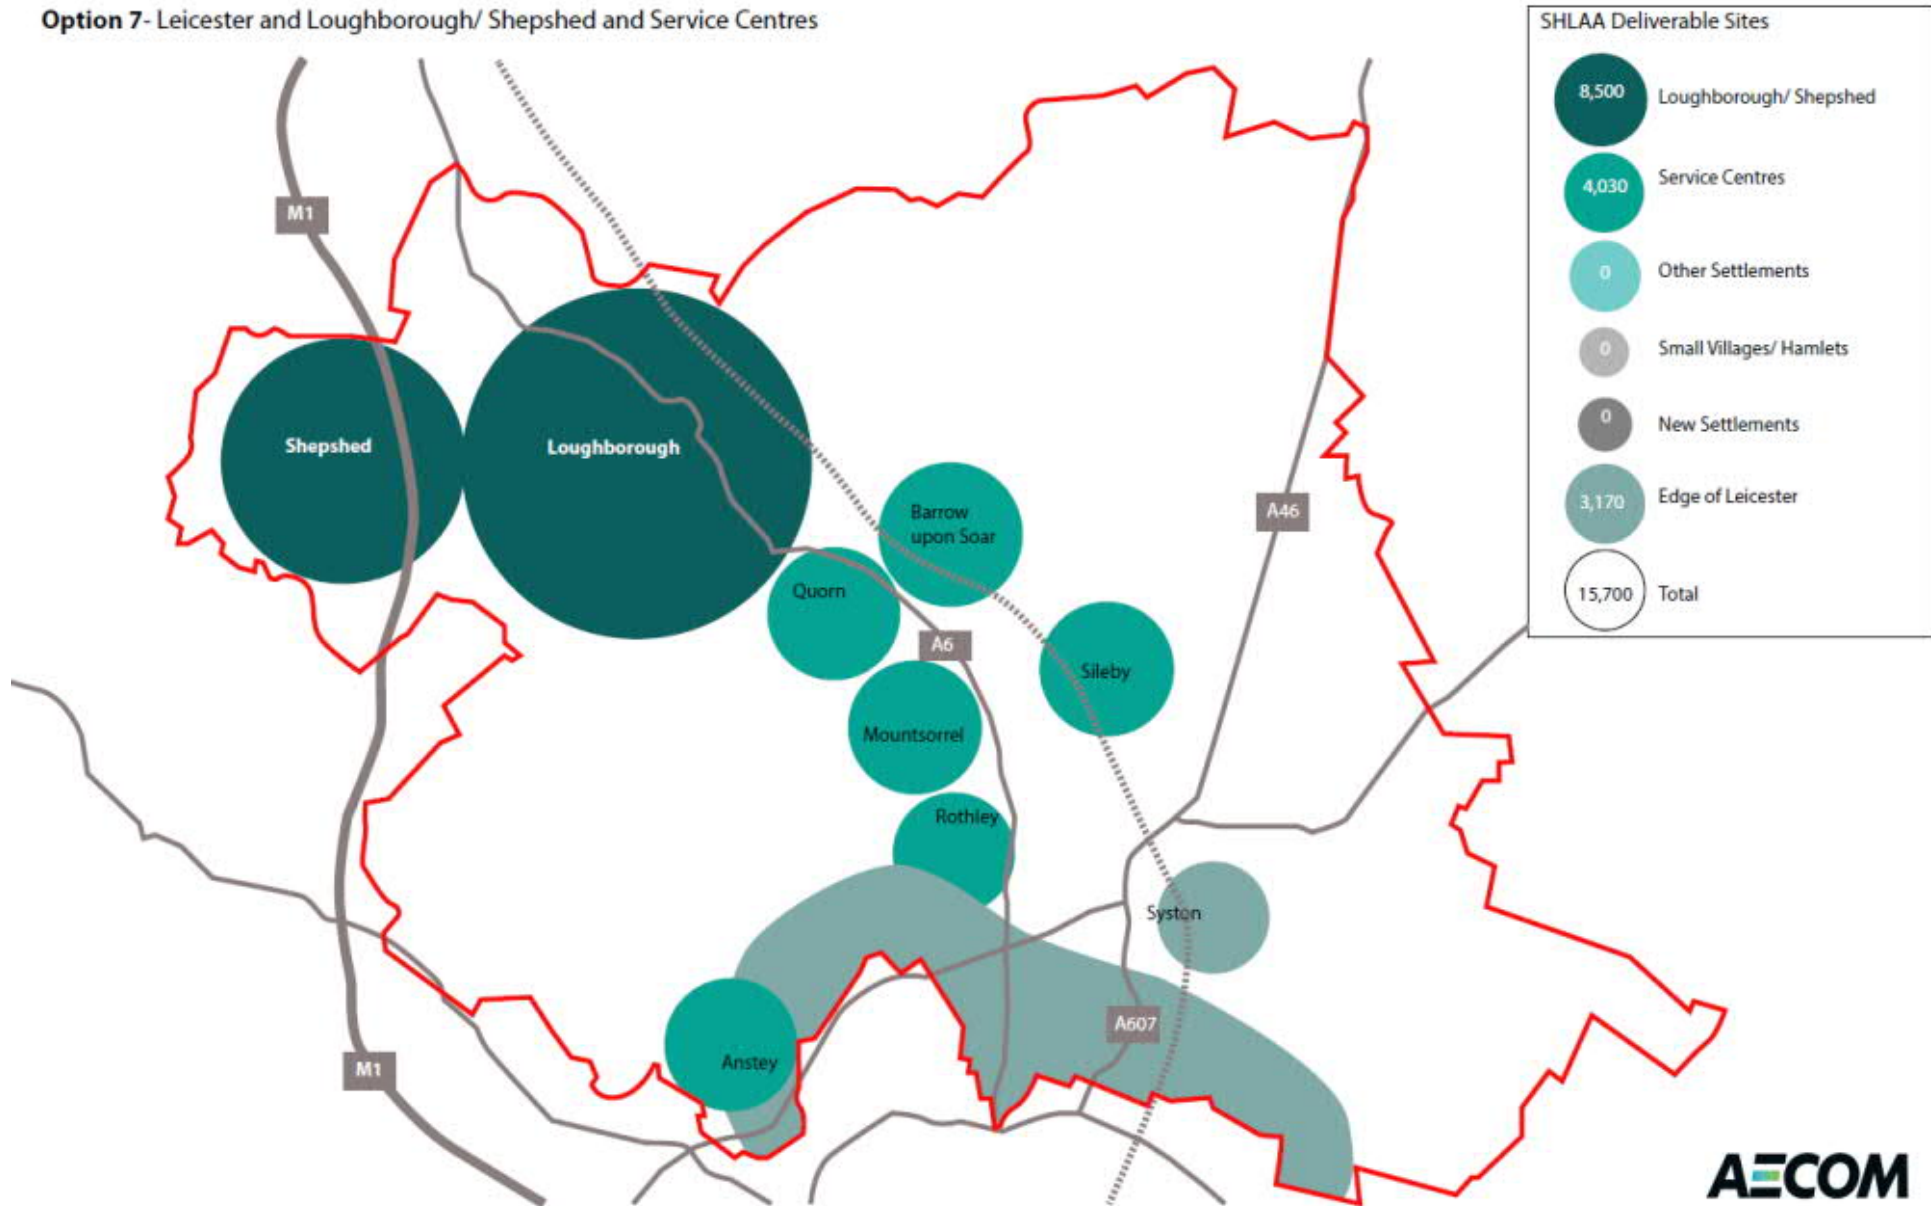 Option 7- Leicester and Loughborough/ Shepshed and Service Centres
SHLAA Deliverable Sites
8,500
Loughborough/ Shepshed
4,030
Service Centres
0
Other Settlements
0
Small Villages/ Hamlets
0
New Settlements
3,170
Edge of Leicester
15,700
Total
M1
Shepshed
Loughborough
Barrow
upon Soar
A46
Quorn
A6
Sileby
Mountsorrel
Rothley
Syston
A607
Anstey
M1
AECOM